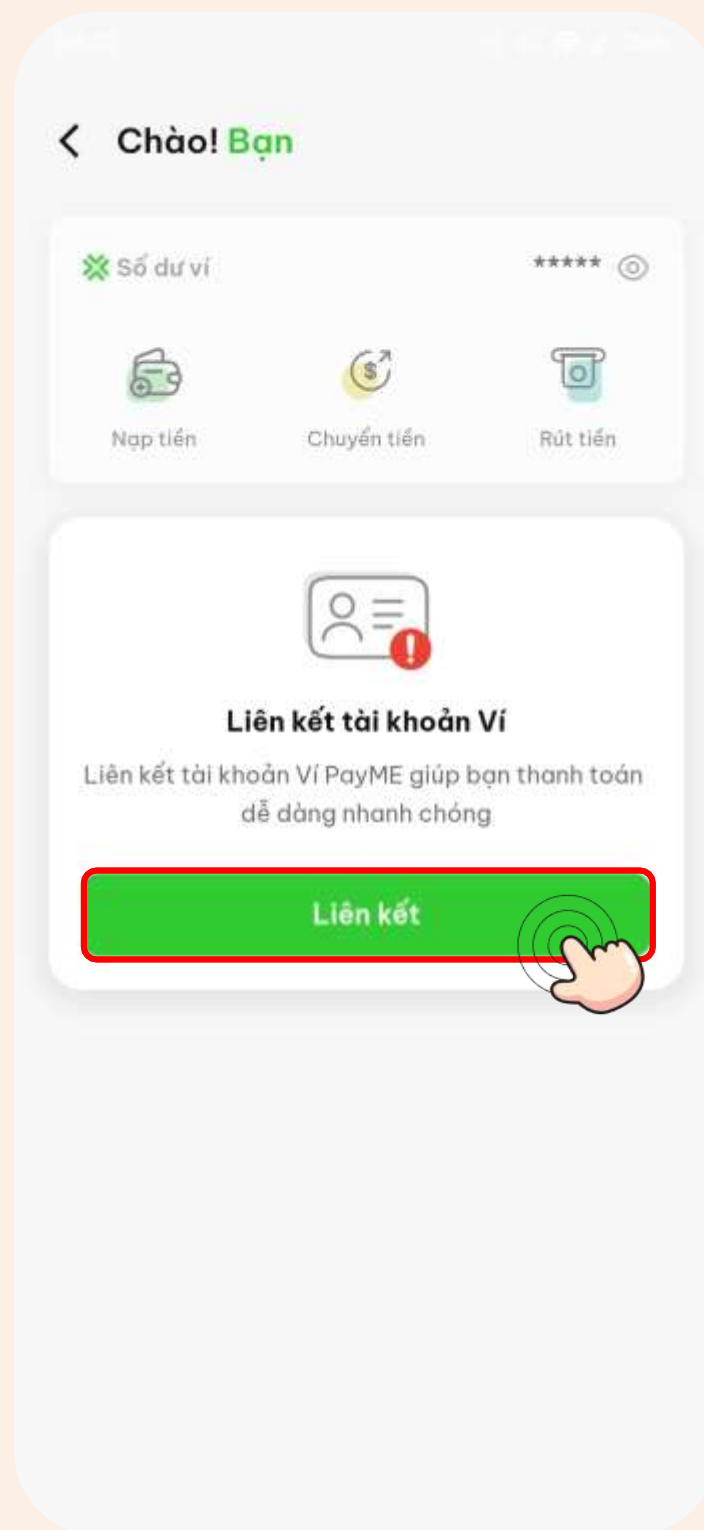 Chào! Bạn
Số dư ví *****
Nạp tiền Chuyển tiền Rút tiền
Liên kết tài khoản Ví
Liên kết tài khoản Ví PayME giúp bạn thanh toán
dễ dàng nhanh chóng
Liên kết